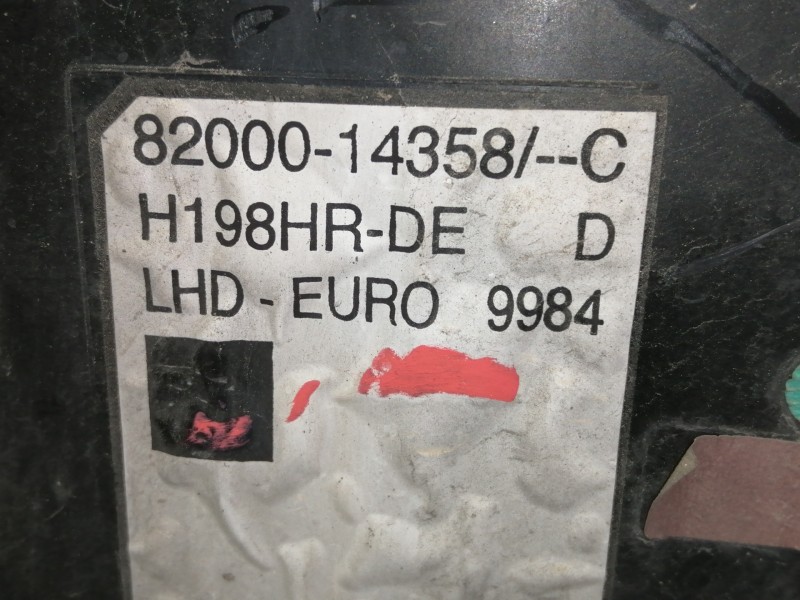 82000-14358/--C
H198HR-DE D
LHD - EURO 9984